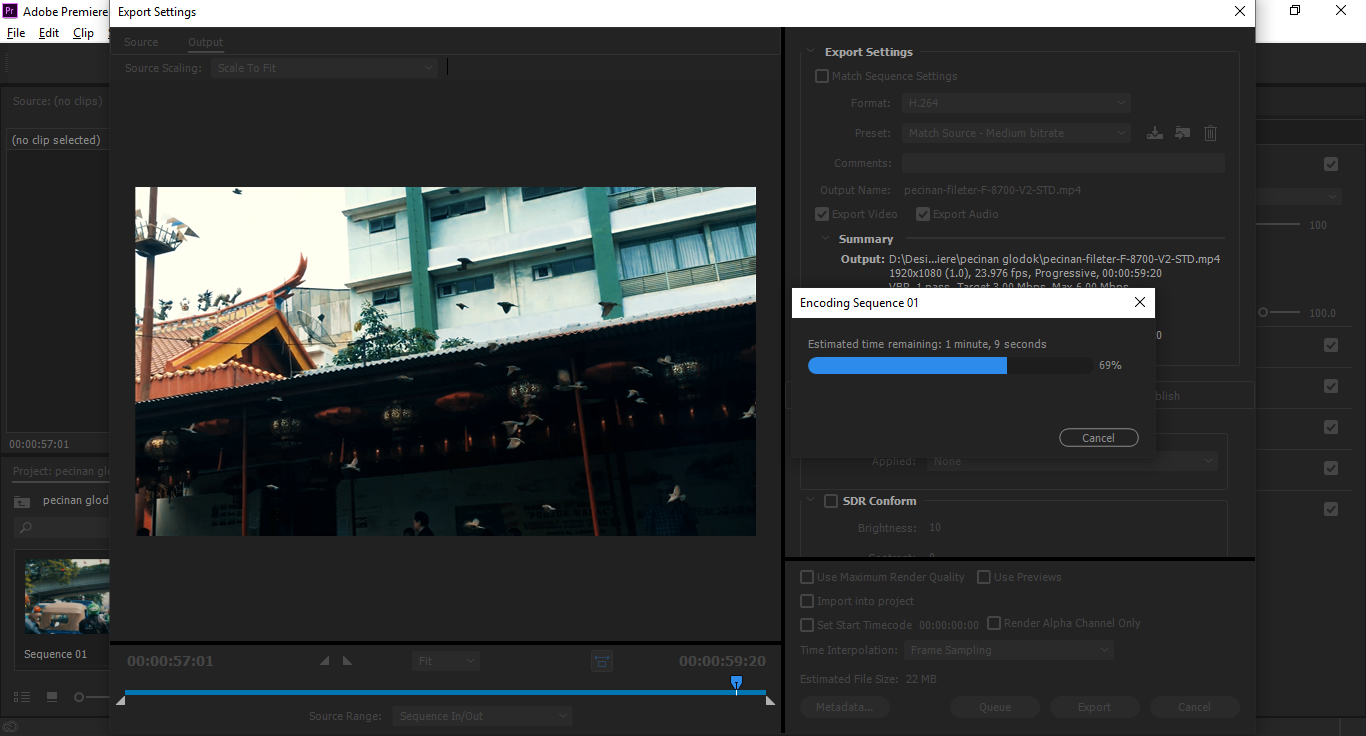 Pr Adobe Premiere
File Edit Clip
Export Settings
Source: (no clips)
(no clip selected)
00:00:57:01
Project: pecinan glo
pecinan glod
Sequence 01
Source Output
Source Scaling: Scale To Fit
00:00:57:01 Fit 00:00:59:20
Source Range: Sequence In/Out
Export Settings
Match Sequence Settings
Format: H.264
Preset: Match Source - Medium bitrate
Comments:
Output Name: pecinan-fileter-F-8700-V2-STD.mp4
Export Video Export Audio
Summary
Output: D:\Desi...iere\pecinan glodok\pecinan-fileter-F-8700-V2-STD.mp4
1920x1080 (1.0), 23.976 fps, Progressive, 00:00:59:20
VBR, 1 pass, Target 3.00 Mbps, Max 6.00 Mbps
Encoding Sequence 01
Estimated time remaining: 1 minute, 9 seconds
69%
Cancel
0
blish
Applied: None
SDR Conform
Brightness: 10
Use Maximum Render Quality Use Previews
Import into project
Set Start Timecode 00:00:00:00 Render Alpha Channel Only
Time Interpolation: Frame Sampling
Estimated File Size: 22 MB
Metadata... Queue Export Cancel
100
100.0